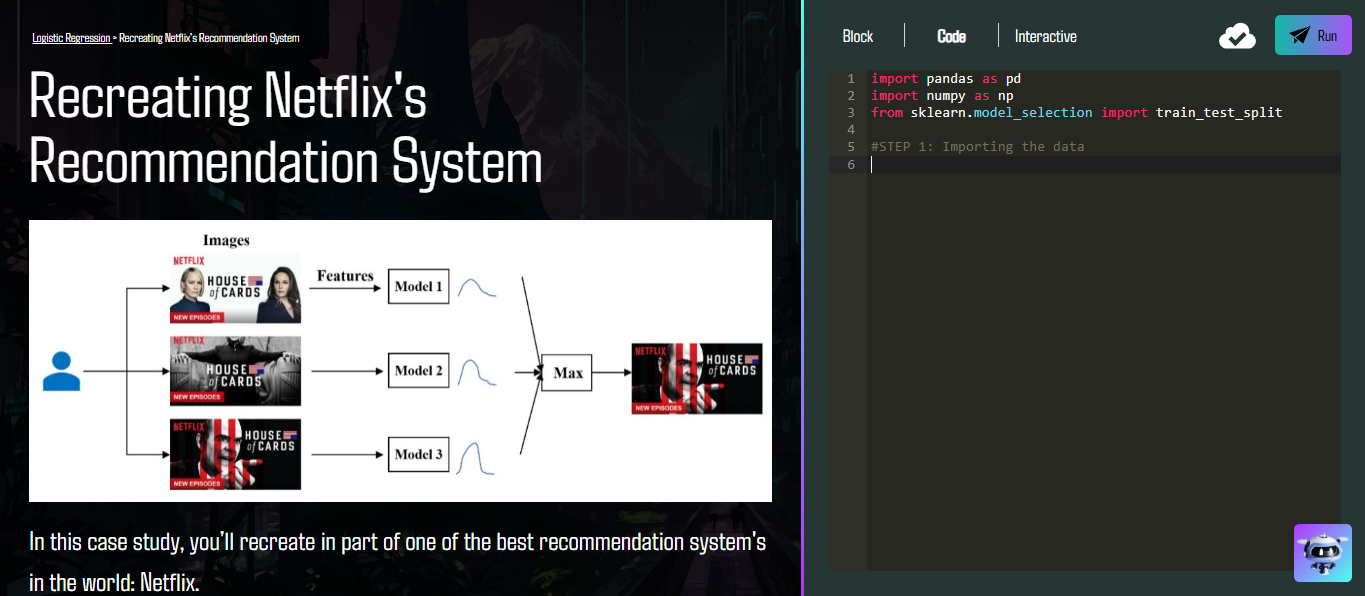 Logistic Regression > Recreating Netflix's Recommendation System
Recreating Netflix's
Recommendation System
Images
NETFLIX
HOUSE
of CARDS
NEW EPISODES
Features
Model 1
NETFLIX
HOUSE
of CARDS
NEW EPISODES
Model 2
Max
NETFLIX
HOUSE
of CARDS
NEW EPISODES
NETFLIX
HOUSE
of CARDS
NEW EPISODES
Model 3
In this case study, you'll recreate in part of one of the best recommendation system's
in the world: Netflix.
Block
Code
Interactive
Run
1 import pandas as pd
2 import numpy as np
3 from sklearn.model_selection import train_test_split
4
5 #STEP 1: Importing the data
6